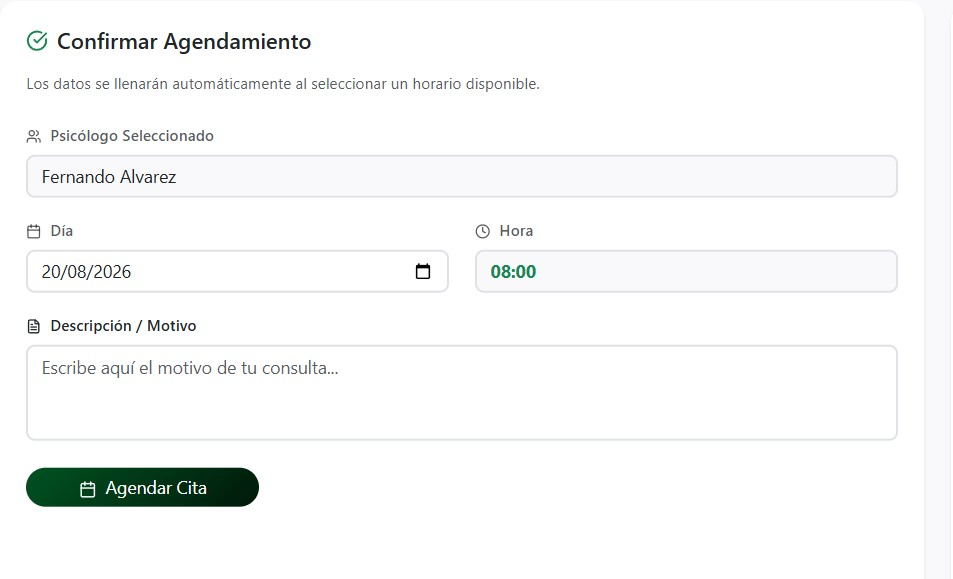 Confirmar Agendamiento
Los datos se llenarán automáticamente al seleccionar un horario disponible.
Psicólogo Seleccionado
Fernando Alvarez
Día
Hora
20/08/2026
08:00
Descripción / Motivo
Escribe aquí el motivo de tu consulta...
Agendar Cita